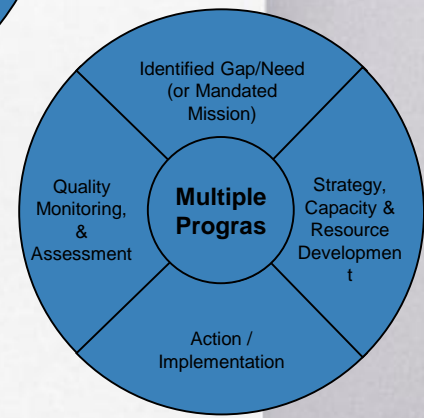 Identified Gap/Need
(or Mandated
Mission)
Quality
Monitoring,
&
Assessment
Multiple
Progras
Strategy,
Capacity &
Resource
Developmen
t
Action /
Implementation